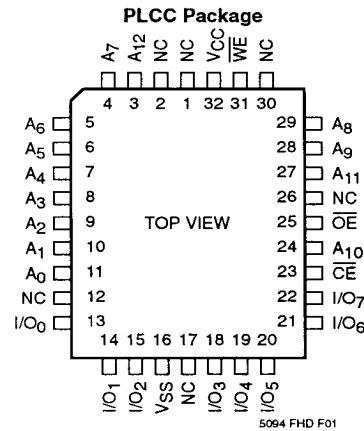 PLCC Package
A7 A12 NC NC VCC W̅E̅ NC
4 3 2 1 32 31 30
A6 5 29 A8
A5 6 28 A9
A4 7 27 A11
A3 8 26 NC
A2 9 TOP VIEW 25 O̅E̅
A1 10 24 A10
A0 11 23 C̅E̅
NC 12 22 I/O7
I/O0 13 21 I/O6
14 15 16 17 18 19 20
I/O1 I/O2 VSS NC I/O3 I/O4 I/O5
5094 FHD F01